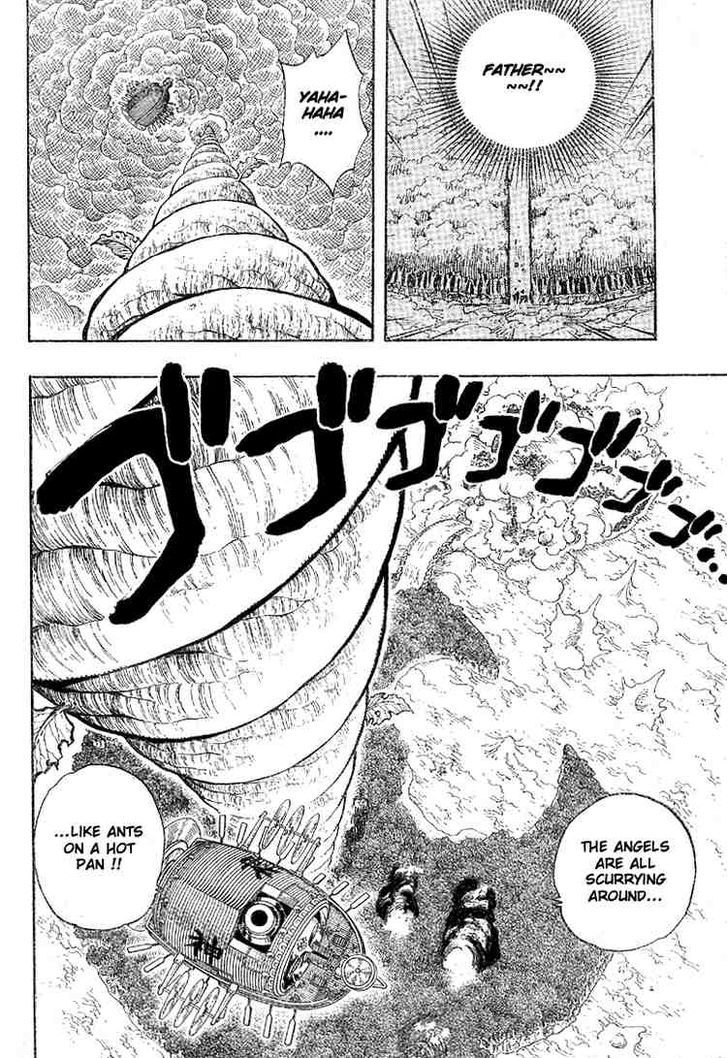 FATHER~~
~~!!
YAHA-
HAHA
....
ゴゴゴゴゴゴゴ...
THE ANGELS
ARE ALL
SCURRYING
AROUND...
...LIKE ANTS
ON A HOT
PAN !!
神